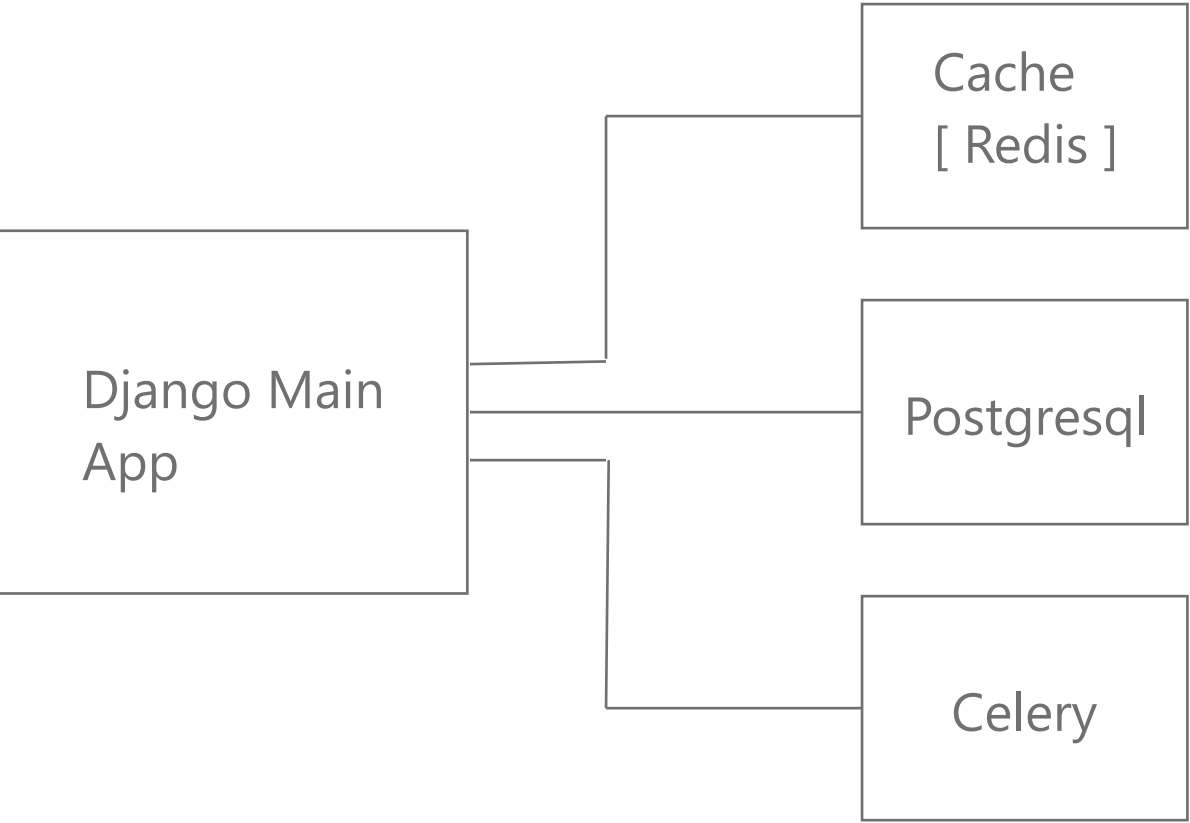 Cache
[ Redis ]
Django Main
App
Postgresql
Celery